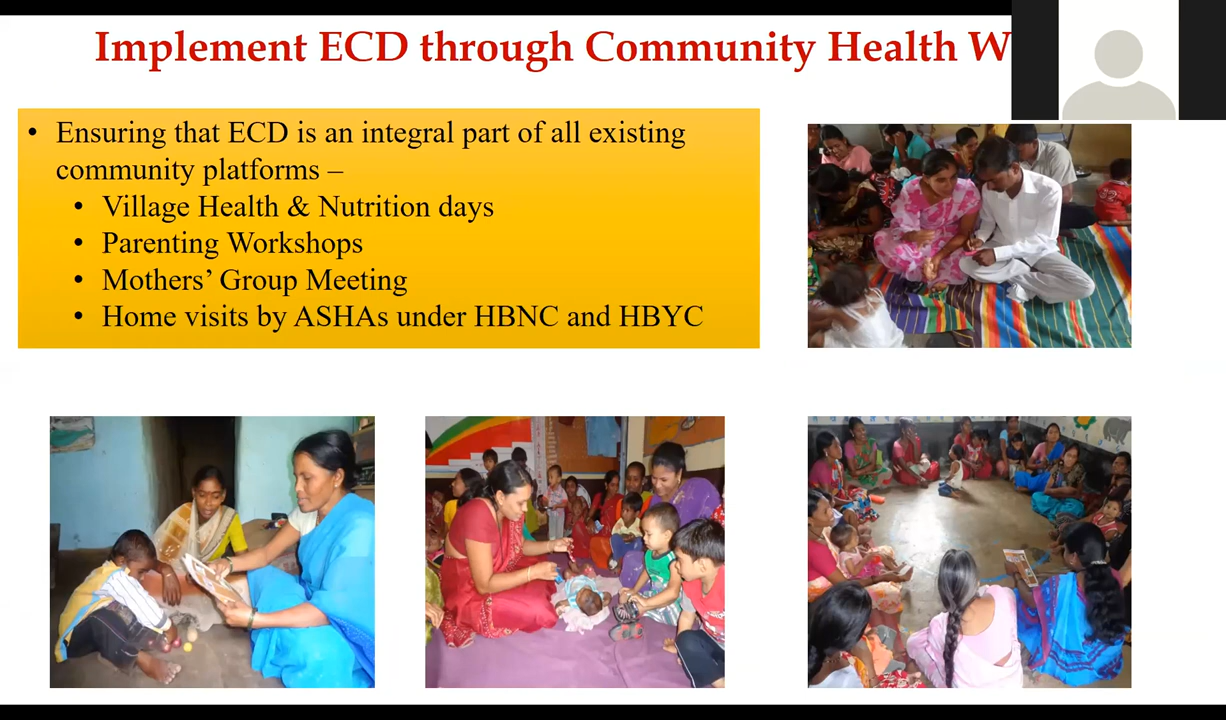 Implement ECD through Community Health W
• Ensuring that ECD is an integral part of all existing
community platforms –
• Village Health & Nutrition days
• Parenting Workshops
• Mothers’ Group Meeting
• Home visits by ASHAs under HBNC and HBYC